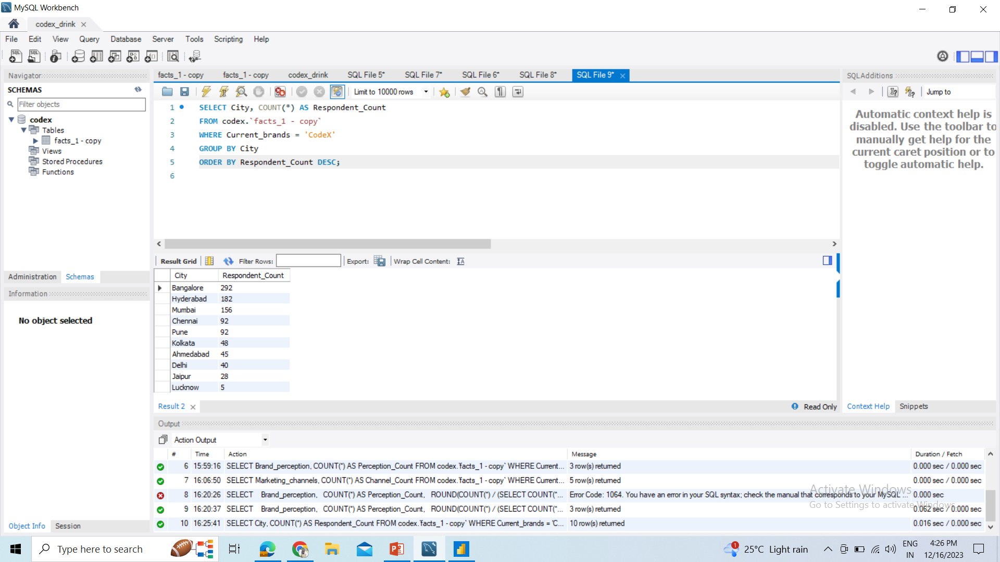 MySQL Workbench
codex_drink
File Edit View Query Database Server Tools Scripting Help
Navigator
SCHEMAS
Filter objects
codex
Tables
facts_1 - copy
Views
Stored Procedures
Functions
Administration Schemas
Information
No object selected
Object Info Session
facts_1 - copy facts_1 - copy codex_drink SQL File 5* SQL File 7* SQL File 6* SQL File 8* SQL File 9*
Limit to 10000 rows
1 SELECT City, COUNT(*) AS Respondent_Count
2 FROM codex.`facts_1 - copy`
3 WHERE Current_brands = 'CodeX'
4 GROUP BY City
5 ORDER BY Respondent_Count DESC;
6
Result Grid Filter Rows: Export: Wrap Cell Content:
City Respondent_Count
Bangalore 292
Hyderabad 182
Mumbai 156
Chennai 92
Pune 92
Kolkata 48
Ahmedabad 45
Delhi 40
Jaipur 28
Lucknow 5
Result 2
Read Only
SQLAdditions
Jump to
Automatic context help is
disabled. Use the toolbar to
manually get help for the
current caret position or to
toggle automatic help.
Context Help Snippets
Output
Action Output
# Time Action Message Duration / Fetch
6 15:59:16 SELECT Brand_perception, COUNT(*) AS Perception_Count FROM codex.`facts_1 - copy` WHERE Current... 3 row(s) returned 0.000 sec / 0.000 sec
7 16:06:50 SELECT Marketing_channels, COUNT(*) AS Channel_Count FROM codex.`facts_1 - copy` WHERE Current... 5 row(s) returned 0.000 sec / 0.000 sec
8 16:20:26 SELECT Brand_perception, COUNT(*) AS Perception_Count, ROUND(COUNT(*) / (SELECT COUNT(*... Error Code: 1064. You have an error in your SQL syntax; check the manual that corresponds to your MySQL ... 0.000 sec
9 16:20:37 SELECT Brand_perception, COUNT(*) AS Perception_Count, ROUND(COUNT(*) / (SELECT COUNT(*... 3 row(s) returned 0.062 sec / 0.000 sec
10 16:25:41 SELECT City, COUNT(*) AS Respondent_Count FROM codex.`facts_1 - copy` WHERE Current_brands = 'C... 10 row(s) returned 0.016 sec / 0.000 sec
Activate Windows
Go to Settings to activate Windows.
Type here to search
1
25°C Light rain
ENG
IN
4:26 PM
12/16/2023